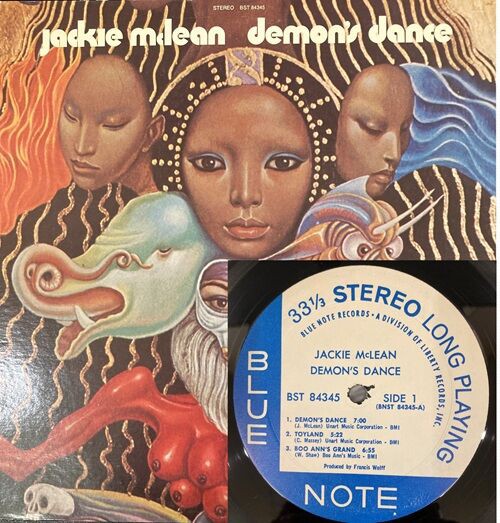 STEREO BST 84345
jackie mclean demon's dance
33 1/3 STEREO LONG PLAYING
BLUE NOTE RECORDS • A DIVISION OF LIBERTY RECORDS, INC.
JACKIE McLEAN
DEMON'S DANCE
BST 84345 SIDE 1
(BNST 84345-A)
1. DEMON'S DANCE 7:00
(J. McLean) Unart Music Corporation - BMI
2. TOYLAND 5:22
(C. Massey) Unart Music Corporation - BMI
3. BOO ANN'S GRAND 6:55
(W. Shaw) Boo Ann's Music - BMI
Produced by Francis Wolff
BLUE
NOTE